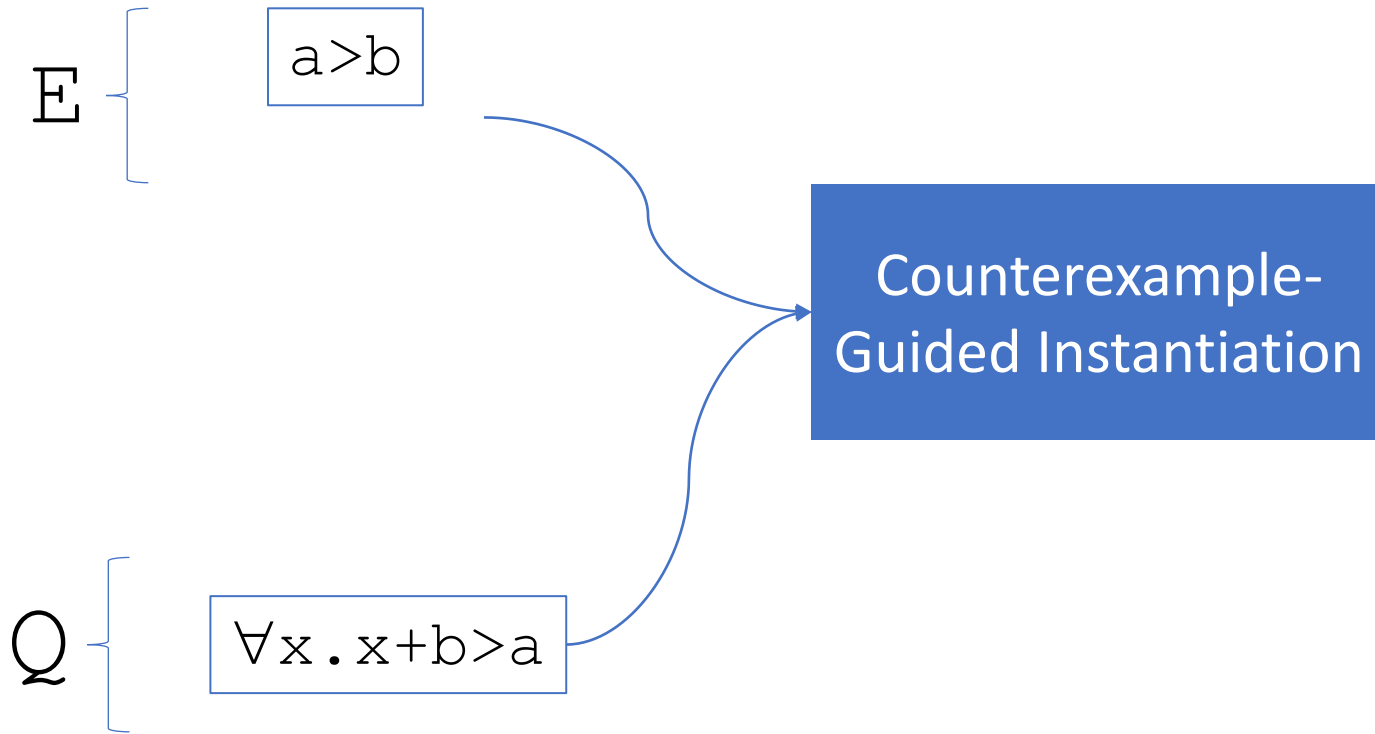 E
a>b
Counterexample-
Guided Instantiation
Q
∀x.x+b>a